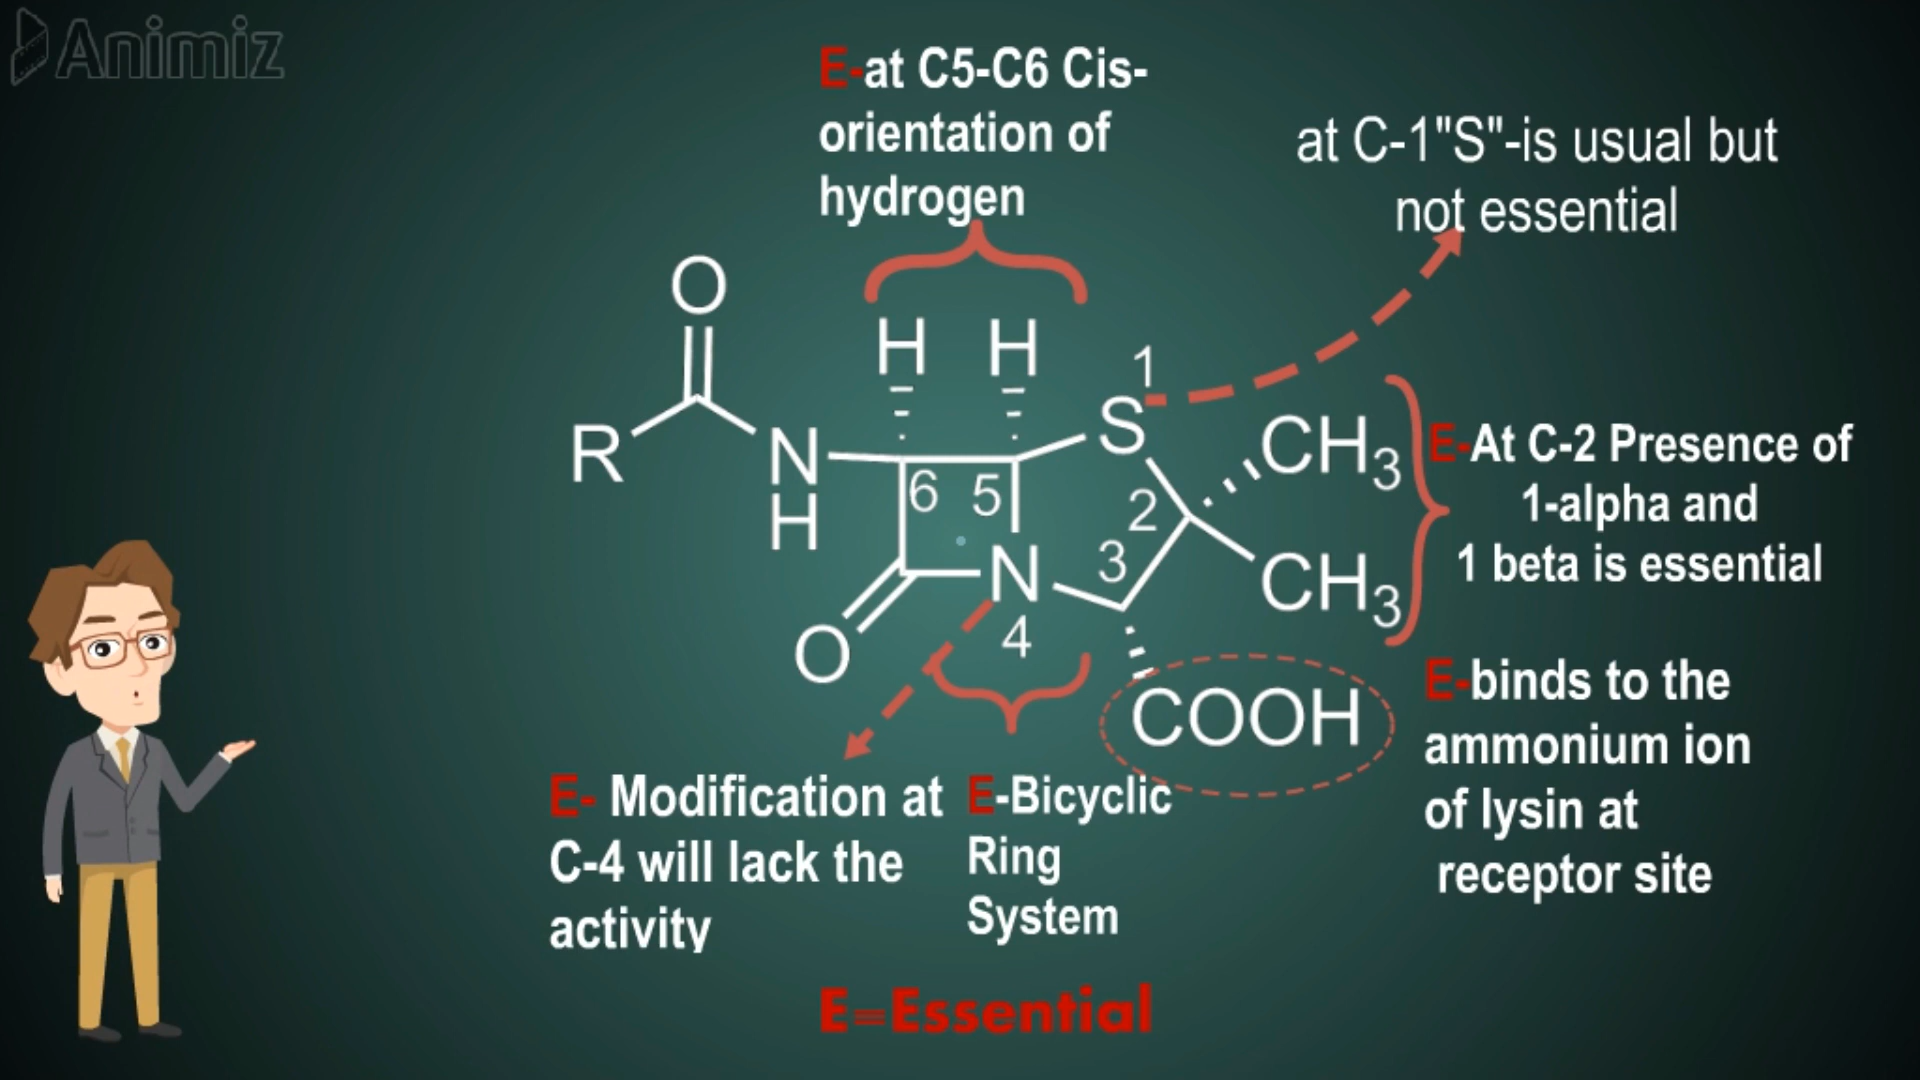 Animiz
E-at C5-C6 Cis-
orientation of
hydrogen
at C-1"S"-is usual but
not essential
O
H H
1
S
R
N
H
6 5
2
3
CH3
CH3
N
4
O
COOH
E-At C-2 Presence of
1-alpha and
1 beta is essential
E-binds to the
ammonium ion
of lysin at
receptor site
E- Modification at
C-4 will lack the
activity
E-Bicyclic
Ring
System
E=Essential